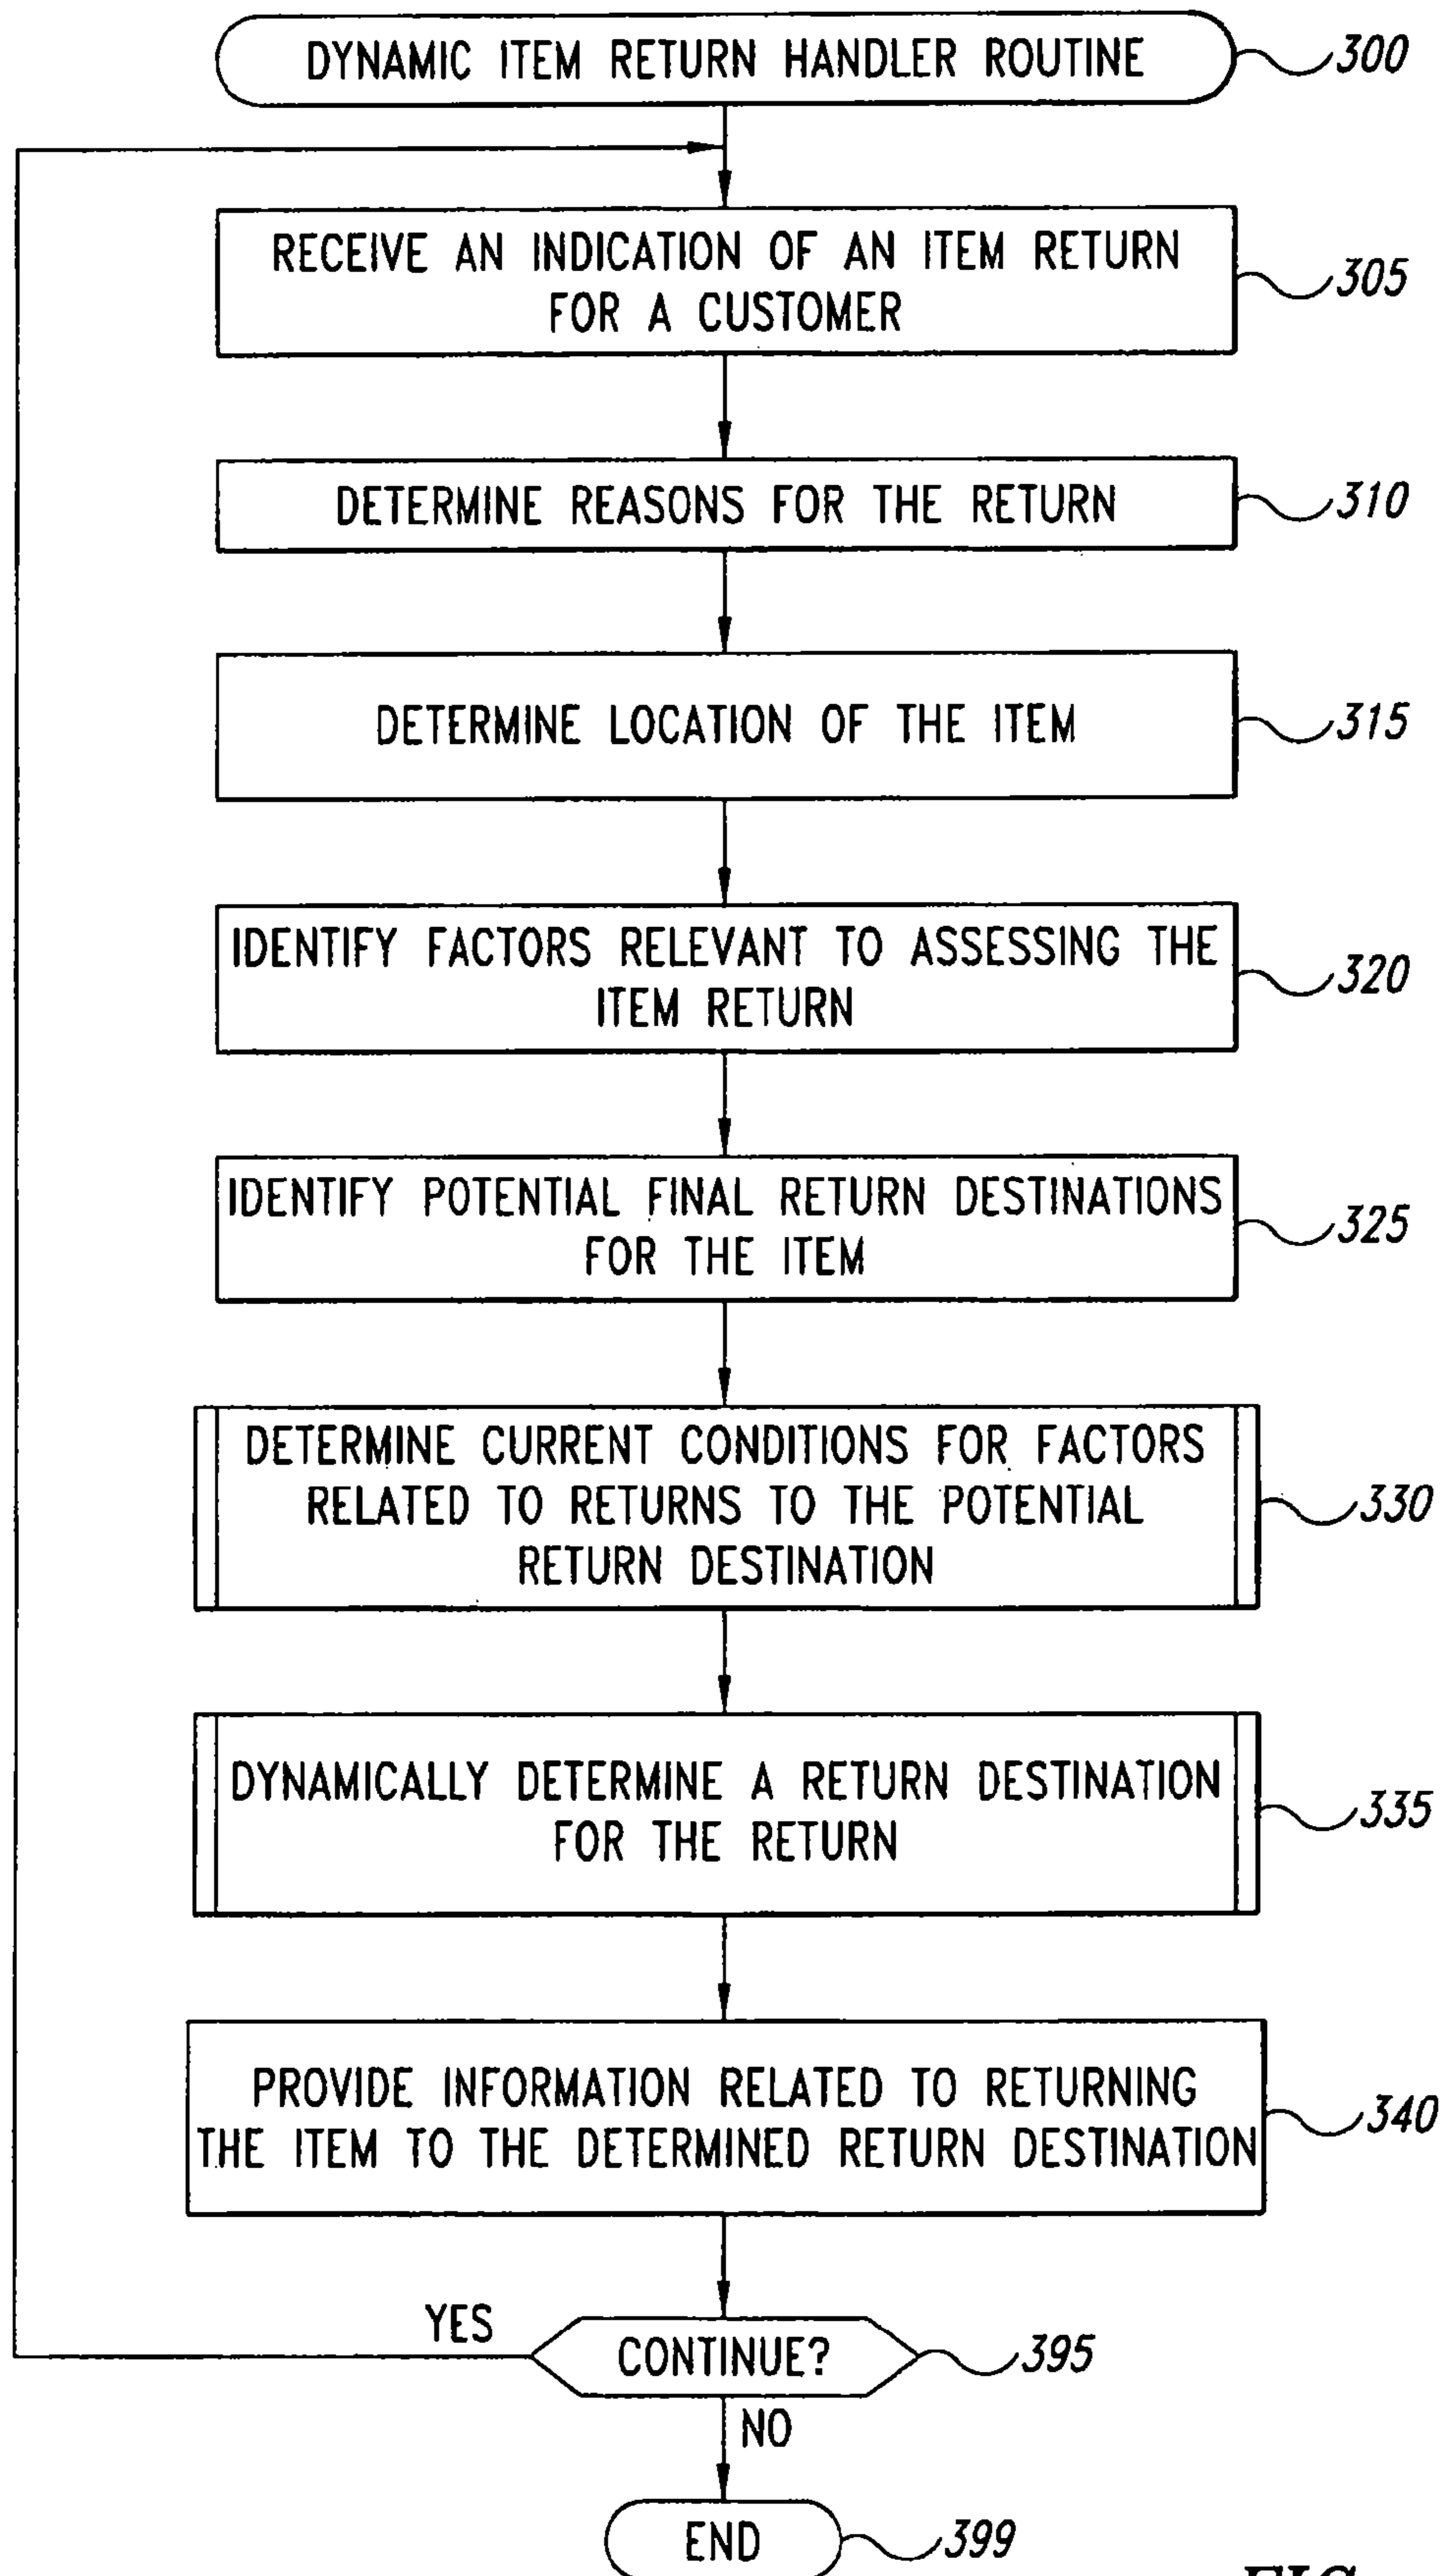 DYNAMIC ITEM RETURN HANDLER ROUTINE
300
RECEIVE AN INDICATION OF AN ITEM RETURN
FOR A CUSTOMER
305
DETERMINE REASONS FOR THE RETURN
310
DETERMINE LOCATION OF THE ITEM
315
IDENTIFY FACTORS RELEVANT TO ASSESSING THE
ITEM RETURN
320
IDENTIFY POTENTIAL FINAL RETURN DESTINATIONS
FOR THE ITEM
325
DETERMINE CURRENT CONDITIONS FOR FACTORS
RELATED TO RETURNS TO THE POTENTIAL
RETURN DESTINATION
330
DYNAMICALLY DETERMINE A RETURN DESTINATION
FOR THE RETURN
335
PROVIDE INFORMATION RELATED TO RETURNING
THE ITEM TO THE DETERMINED RETURN DESTINATION
340
YES
CONTINUE?
395
NO
END
399